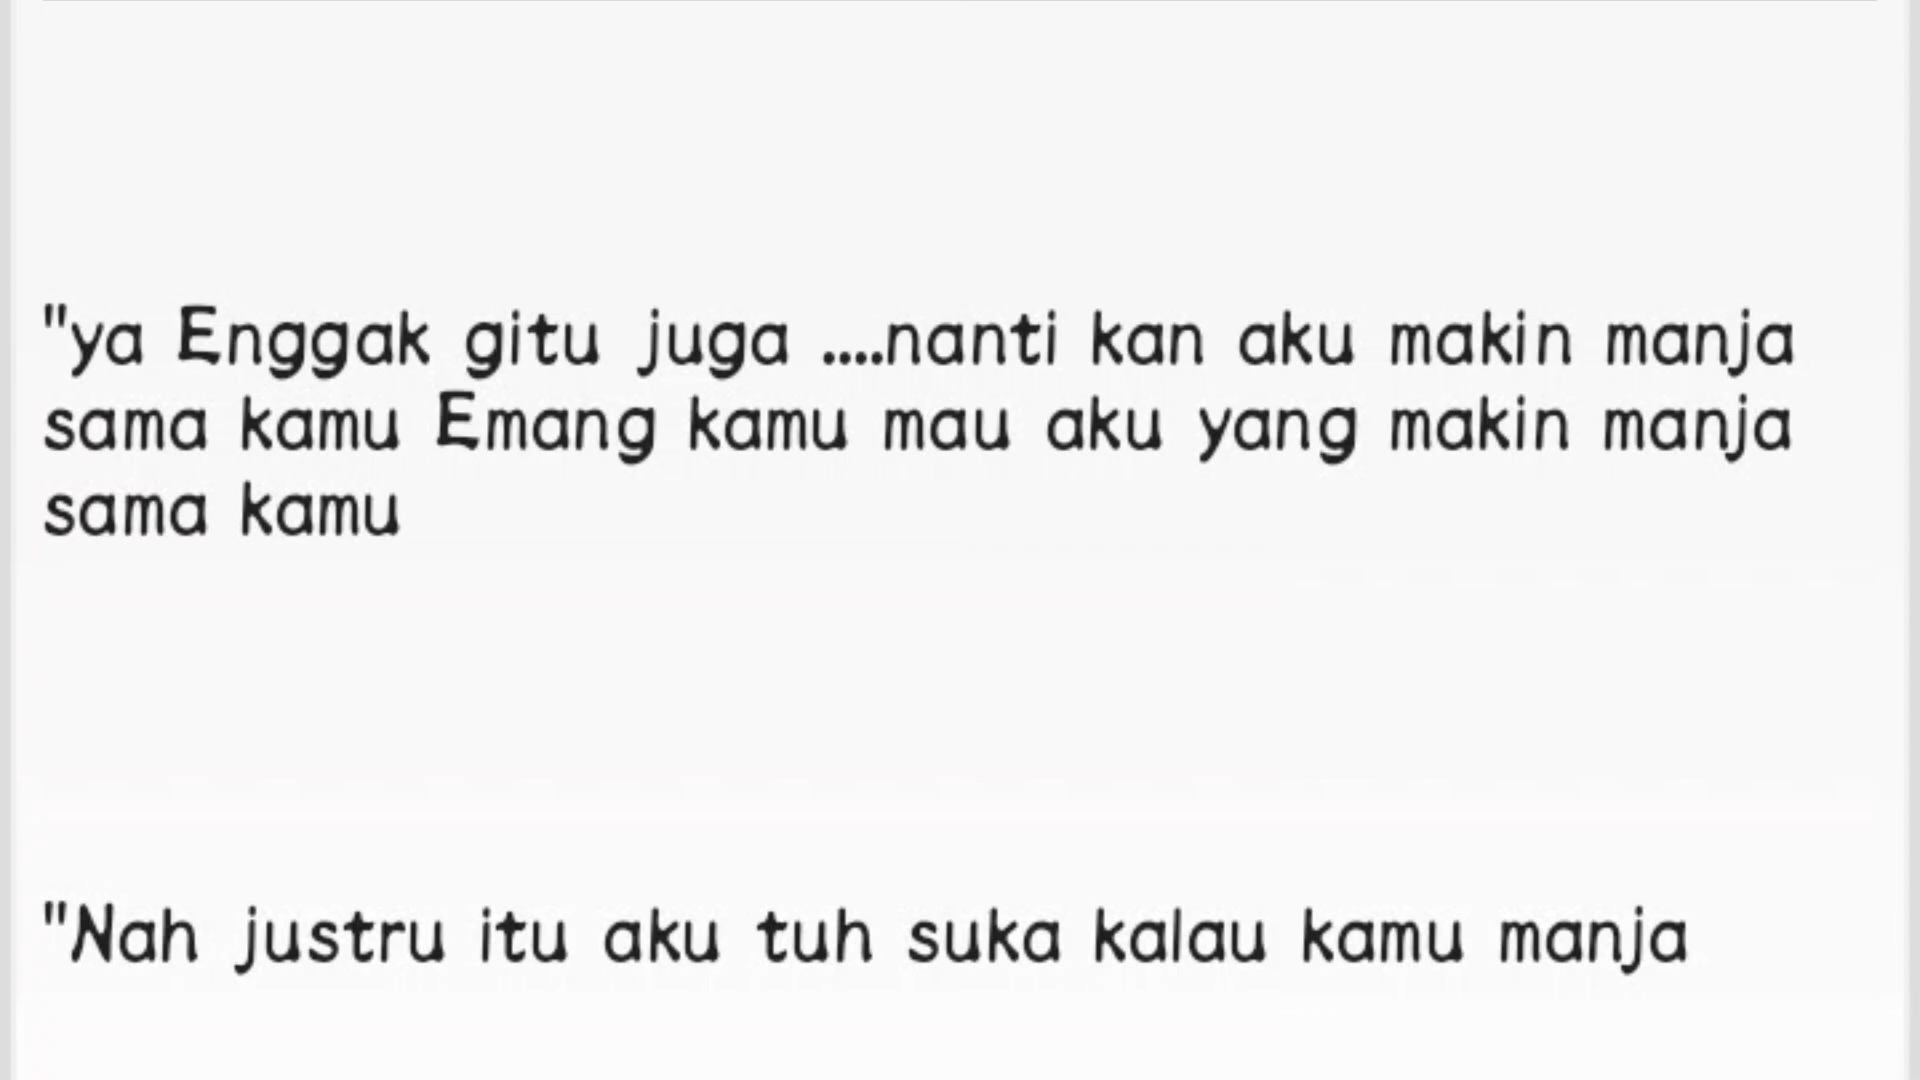 "ya Enggak gitu juga ....nanti kan aku makin manja
sama kamu Emang kamu mau aku yang makin manja
sama kamu
"Nah justru itu aku tuh suka kalau kamu manja